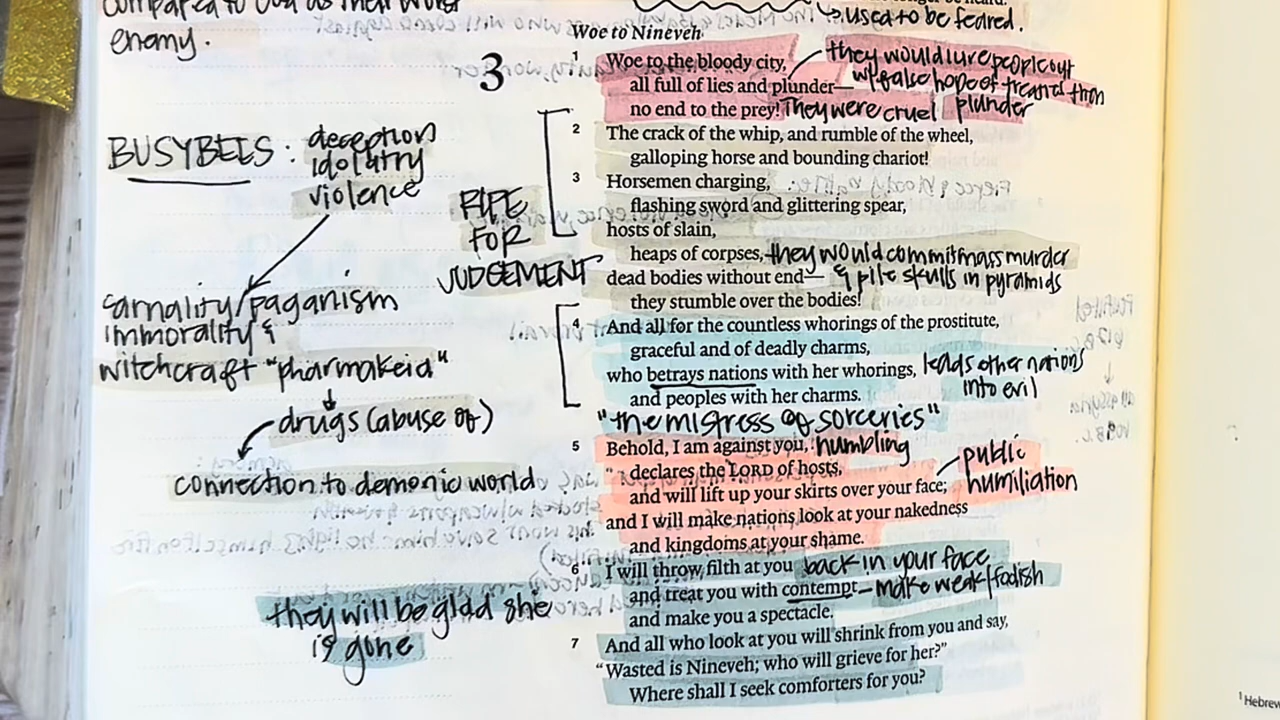 enemy.
↳ used to be feared.
Woe to Nineveh
3
1 Woe to the bloody city,
all full of lies and plunder—
no end to the prey!
they would lure people out
w/ false hope of treasure then
plunder
They were cruel
2 The crack of the whip, and rumble of the wheel,
galloping horse and bounding chariot!
3 Horsemen charging,
flashing sword and glittering spear,
hosts of slain,
heaps of corpses,
dead bodies without end—
they stumble over the bodies!
they would commit mass murder
& pile skulls in pyramids
BUSYBEES: deception
idolatry
violence
RIPE
FOR
JUDGEMENT
carnality/paganism
immorality &
witchcraft "pharmakeia"
drugs (abuse of)
connection to demonic world
4 And all for the countless whorings of the prostitute,
graceful and of deadly charms,
who betrays nations with her whorings,
and peoples with her charms.
leads other nations
into evil
"the mistress of sorceries"
5 Behold, I am against you, humbling
declares the LORD of hosts,
and will lift up your skirts over your face;
and I will make nations look at your nakedness
and kingdoms at your shame.
public
humiliation
6 I will throw filth at you back in your face
and treat you with contempt — make weak/foolish
and make you a spectacle.
7 And all who look at you will shrink from you and say,
"Wasted is Nineveh; who will grieve for her?"
Where shall I seek comforters for you?
they will be glad she
is gone
1 Hebrew